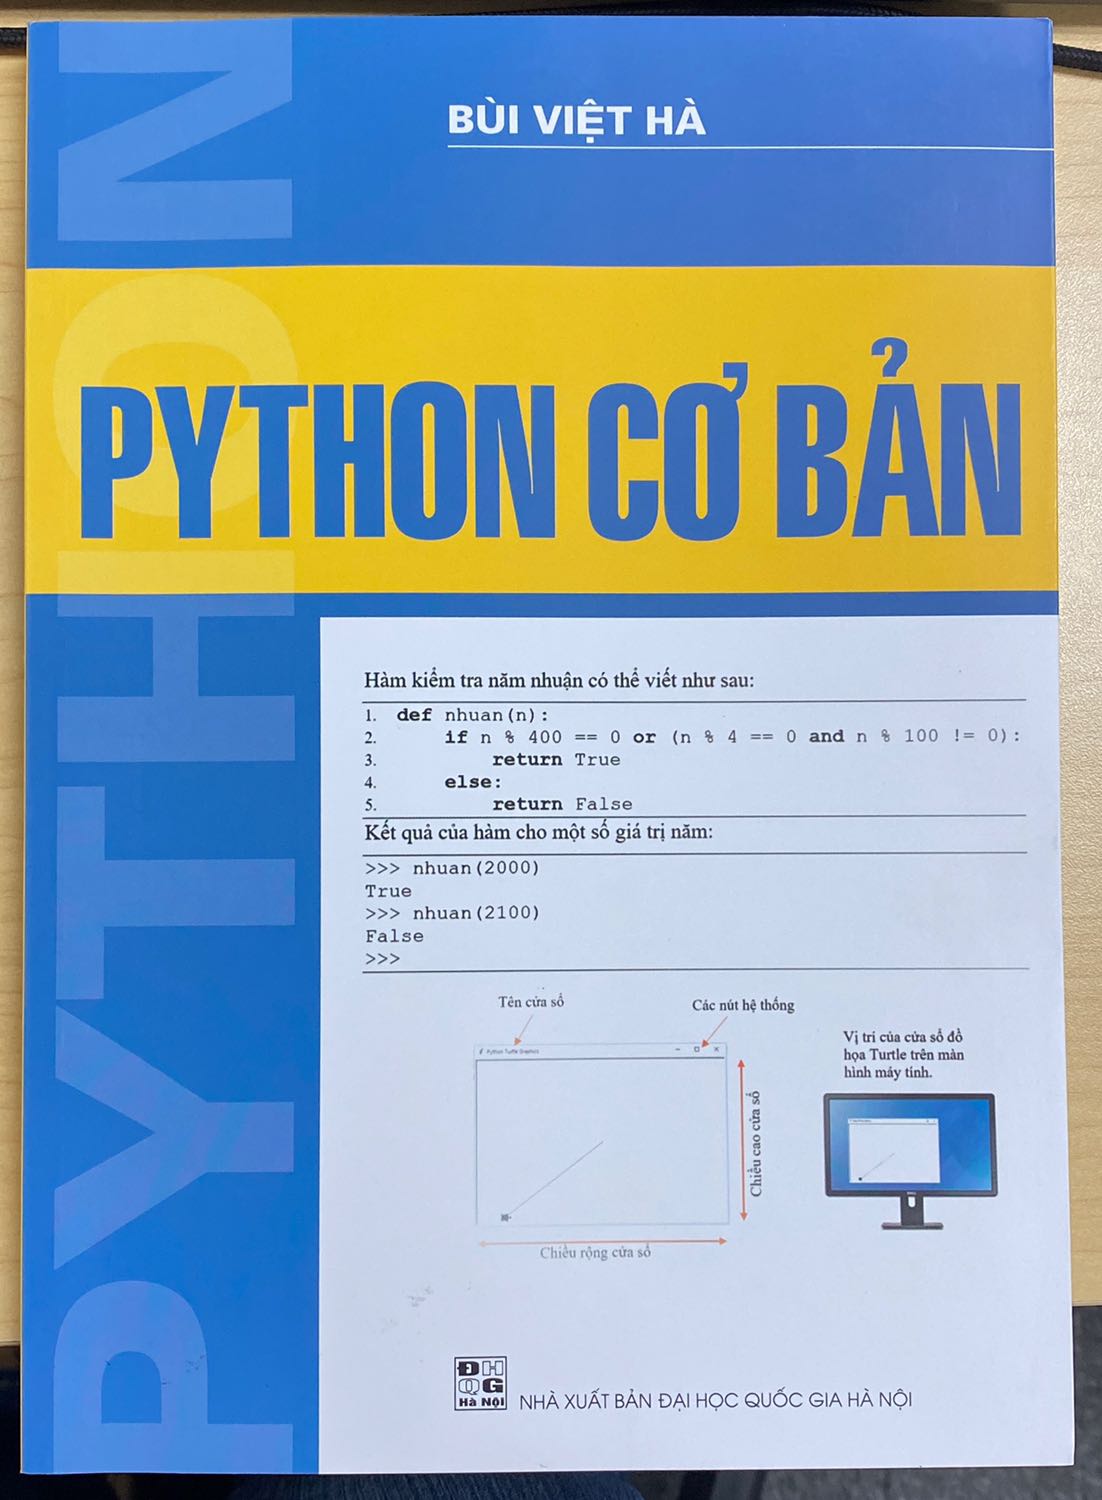 PYTHON
BÙI VIỆT HÀ
PYTHON CƠ BẢN
Hàm kiểm tra năm nhuận có thể viết như sau:
1. def nhuan(n):
2. if n % 400 == 0 or (n % 4 == 0 and n % 100 != 0):
3. return True
4. else:
5. return False
Kết quả của hàm cho một số giá trị năm:
>>> nhuan(2000)
True
>>> nhuan(2100)
False
>>>
Tên cửa sổ
Các nút hệ thống
Python Turtle Graphics
Chiều cao cửa sổ
Chiều rộng cửa sổ
Vị trí của cửa sổ đồ
họa Turtle trên màn
hình máy tính.
ĐH
QG
Hà Nội
NHÀ XUẤT BẢN ĐẠI HỌC QUỐC GIA HÀ NỘI